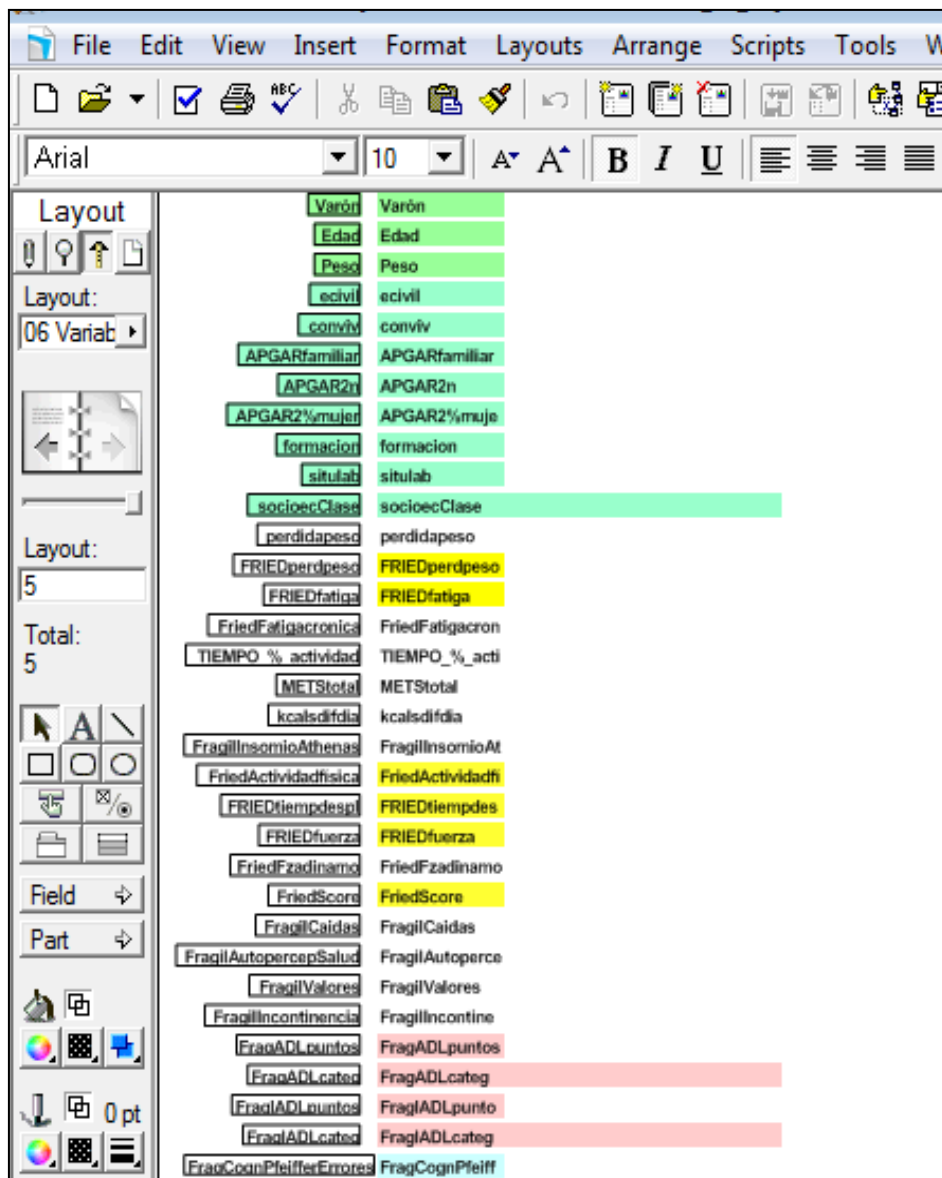 File Edit View Insert Format Layouts Arrange Scripts Tools W
ABC
Arial 10 A A B I U
Layout
Layout:
06 Variab
Layout:
5
Total:
5
A
Field
Part
0 pt
Varón Varón
Edad Edad
Peso Peso
ecivil ecivil
conviv conviv
APGARfamiliar APGARfamiliar
APGAR2n APGAR2n
APGAR2%mujer APGAR2%muje
formacion formacion
situlab situlab
socioecClase socioecClase
perdidapeso perdidapeso
FRIEDperdpeso FRIEDperdpeso
FRIEDfatiga FRIEDfatiga
FriedFatigacronica FriedFatigacron
TIEMPO_%_actividad TIEMPO_%_acti
METStotal METStotal
kcalsdifdia kcalsdifdia
FragilInsomioAthenas FragilInsomioAt
FriedActividadfisica FriedActividadfi
FRIEDtiempdespl FRIEDtiempdes
FRIEDfuerza FRIEDfuerza
FriedFzadinamo FriedFzadinamo
FriedScore FriedScore
FragilCaidas FragilCaidas
FragilAutopercepSalud FragilAutoperce
FragilValores FragilValores
FragilIncontinencia FragilIncontine
FragADLpuntos FragADLpuntos
FragADLcateg FragADLcateg
FragIADLpuntos FragIADLpunto
FragIADLcateg FragIADLcateg
FragCognPfeifferErrores FragCognPfeiff